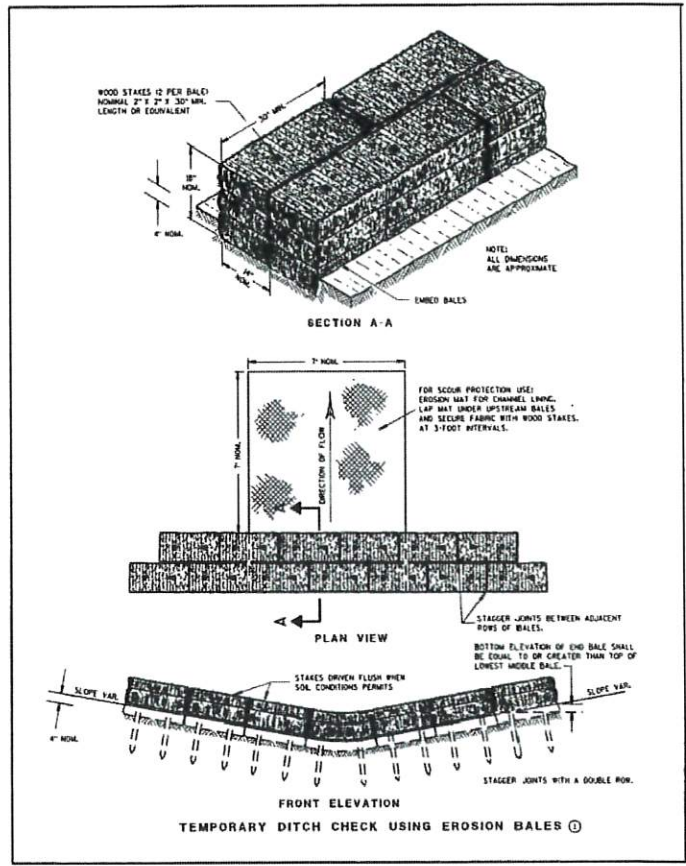 WOOD STAKES (2 PER BALE)
NOMINAL 2" X 2" X 30" MIN.
LENGTH OR EQUIVALENT
30" MIN.
18"
NOM.
4" NOM.
NOM.
NOTE:
ALL DIMENSIONS
ARE APPROXIMATE
EMBED BALES
SECTION A-A
7' NOM.
7' NOM.
FOR SCOUR PROTECTION USE:
EROSION MAT FOR CHANNEL LINING.
LAP MAT UNDER UPSTREAM BALES
AND SECURE FABRIC WITH WOOD STAKES.
AT 3-FOOT INTERVALS.
DIRECTION OF FLOW
A
A
STAGGER JOINTS BETWEEN ADJACENT
ROWS OF BALES.
PLAN VIEW
BOTTOM ELEVATION OF END BALE SHALL
BE EQUAL TO OR GREATER THAN TOP OF
LOWEST MIDDLE BALE.
STAKES DRIVEN FLUSH WHEN
SOIL CONDITIONS PERMITS
SLOPE VAR.
SLOPE VAR.
4" NOM.
STAGGER JOINTS WITH A DOUBLE ROW.
FRONT ELEVATION
TEMPORARY DITCH CHECK USING EROSION BALES ①